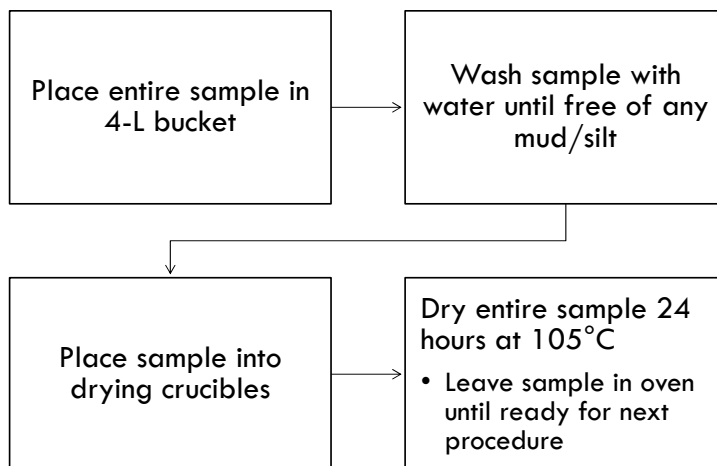 Place entire sample in
4-L bucket
Wash sample with
water until free of any
mud/silt
Place sample into
drying crucibles
Dry entire sample 24
hours at 105°C
• Leave sample in oven
until ready for next
procedure